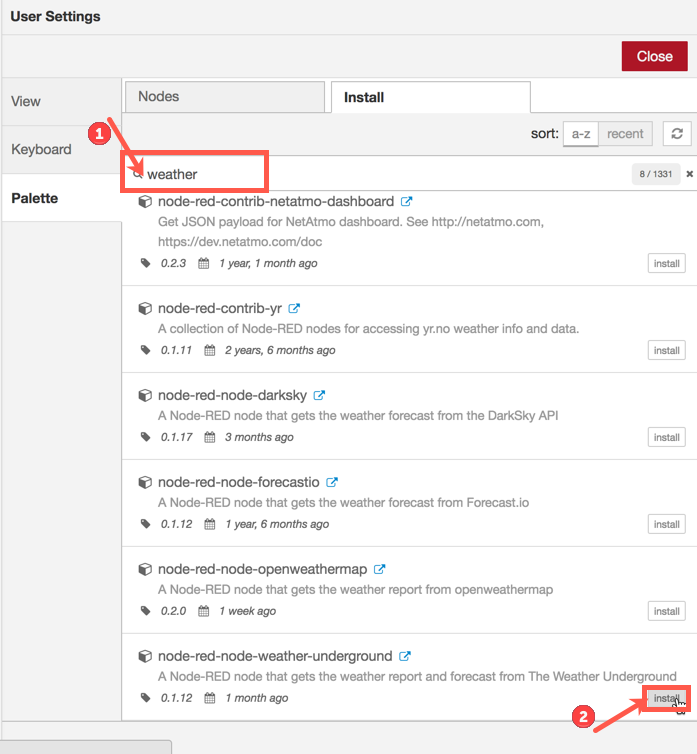 User Settings
Close
View
Keyboard
Palette
Nodes
Install
sort: a-z recent
1
weather
8 / 1331 ×
node-red-contrib-netatmo-dashboard
Get JSON payload for NetAtmo dashboard. See http://netatmo.com,
https://dev.netatmo.com/doc
0.2.3 1 year, 1 month ago
install
node-red-contrib-yr
A collection of Node-RED nodes for accessing yr.no weather info and data.
0.1.11 2 years, 6 months ago
install
node-red-node-darksky
A Node-RED node that gets the weather forecast from the DarkSky API
0.1.17 3 months ago
install
node-red-node-forecastio
A Node-RED node that gets the weather forecast from Forecast.io
0.1.12 1 year, 6 months ago
install
node-red-node-openweathermap
A Node-RED node that gets the weather report from openweathermap
0.2.0 1 week ago
install
node-red-node-weather-underground
A Node-RED node that gets the weather report and forecast from The Weather Underground
0.1.12 1 month ago
install
2